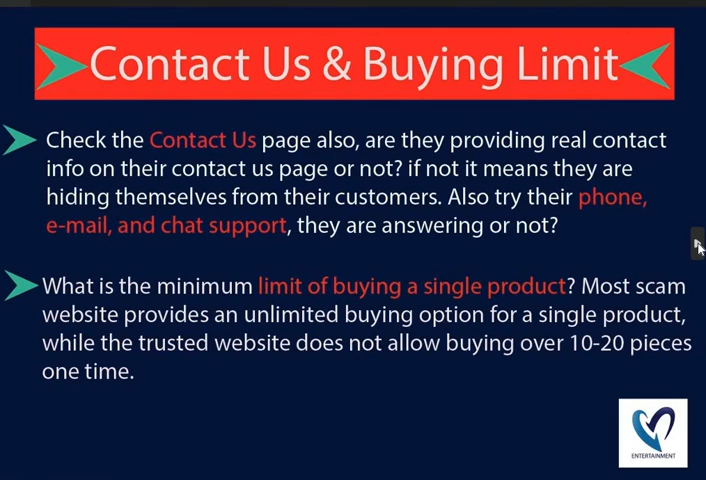 Contact Us & Buying Limit
Check the Contact Us page also, are they providing real contact
info on their contact us page or not? if not it means they are
hiding themselves from their customers. Also try their phone,
e-mail, and chat support, they are answering or not?
What is the minimum limit of buying a single product? Most scam
website provides an unlimited buying option for a single product,
while the trusted website does not allow buying over 10-20 pieces
one time.
ENTERTAINMENT